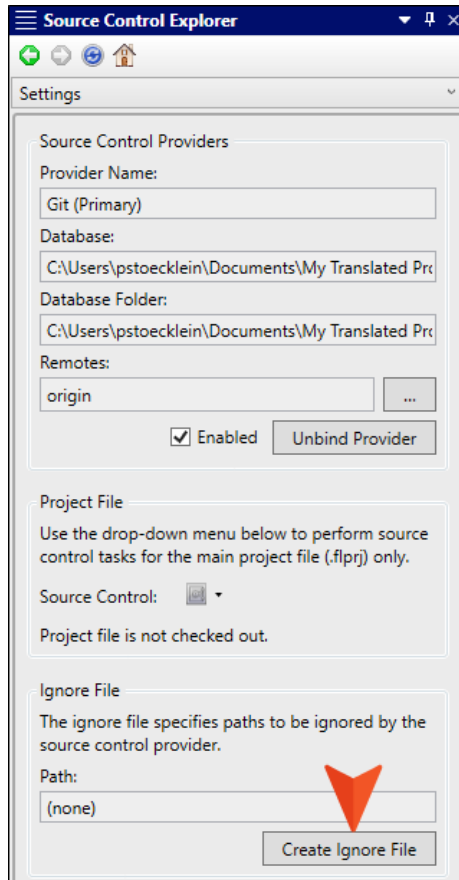 Source Control Explorer
Settings
Source Control Providers
Provider Name:
Git (Primary)
Database:
C:\Users\pstoecklein\Documents\My Translated Pro
Database Folder:
C:\Users\pstoecklein\Documents\My Translated Pro
Remotes:
origin
...
Enabled
Unbind Provider
Project File
Use the drop-down menu below to perform source
control tasks for the main project file (.flprj) only.
Source Control:
Project file is not checked out.
Ignore File
The ignore file specifies paths to be ignored by the
source control provider.
Path:
(none)
Create Ignore File